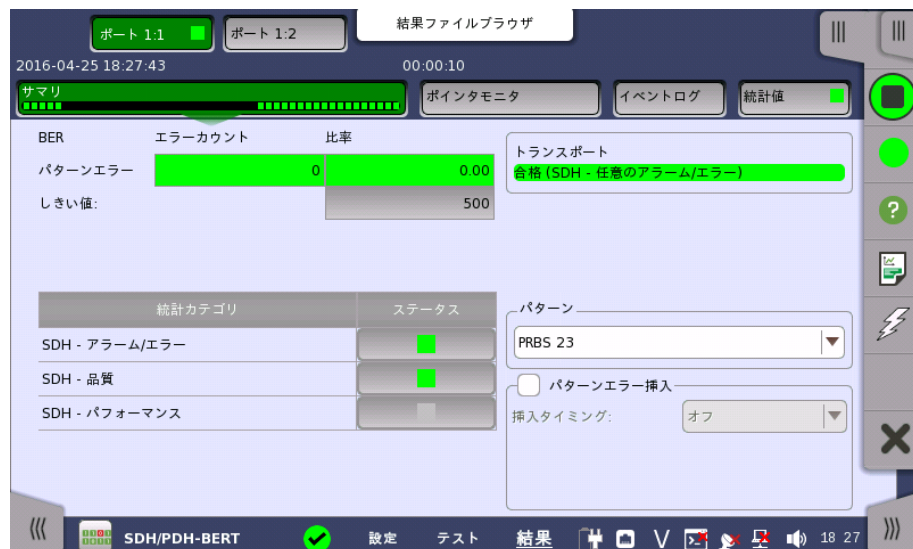 結果ファイルブラウザ
ポート 1:1
ポート 1:2
2016-04-25 18:27:43
00:00:10
サマリ
ポインタモニタ
イベントログ
統計値
BER
エラーカウント
比率
パターンエラー
0
0.00
しきい値:
500
トランスポート
合格 (SDH - 任意のアラーム/エラー)
統計カテゴリ
ステータス
SDH - アラーム/エラー
SDH - 品質
SDH - パフォーマンス
パターン
PRBS 23
パターンエラー挿入
挿入タイミング:
オフ
SDH/PDH-BERT
設定
テスト
結果
V
18 27